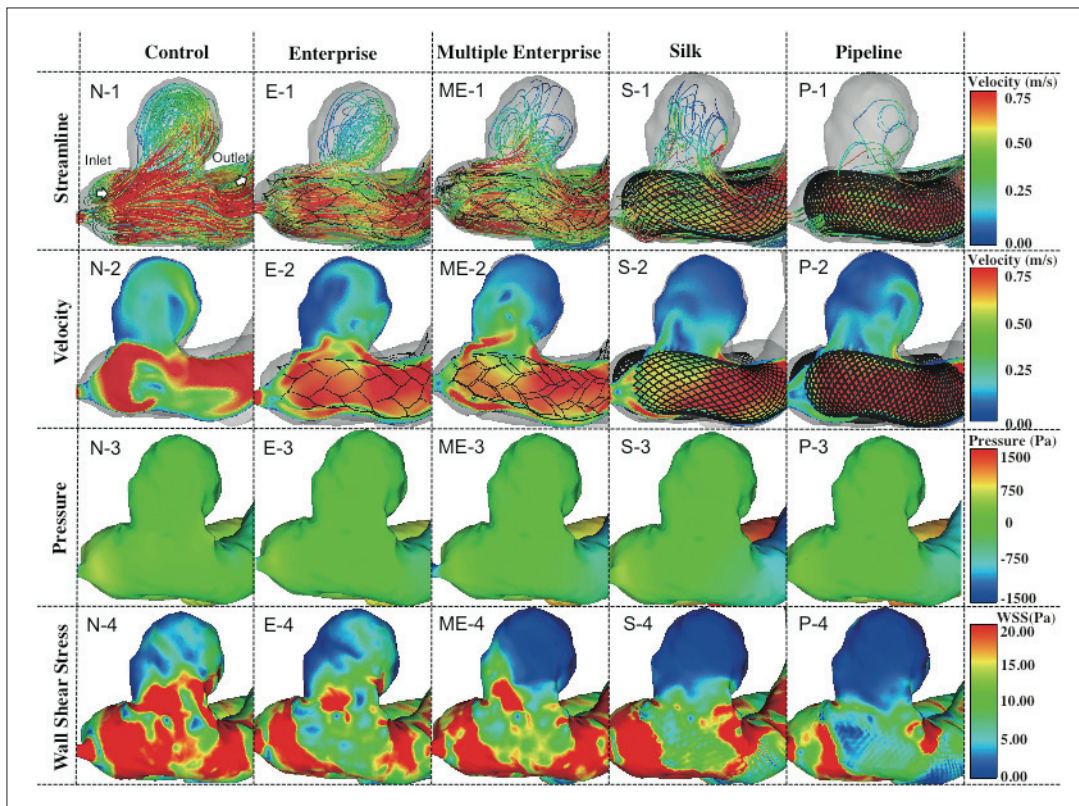 Control Enterprise Multiple Enterprise Silk Pipeline
Streamline
N-1 E-1 ME-1 S-1 P-1
Inlet
Outlet
Velocity (m/s)
0.75
0.50
0.25
0.00
Velocity
N-2 E-2 ME-2 S-2 P-2
Velocity (m/s)
0.75
0.50
0.25
0.00
Pressure
N-3 E-3 ME-3 S-3 P-3
Pressure (Pa)
1500
750
0
-750
-1500
Wall Shear Stress
N-4 E-4 ME-4 S-4 P-4
WSS(Pa)
20.00
15.00
10.00
5.00
0.00